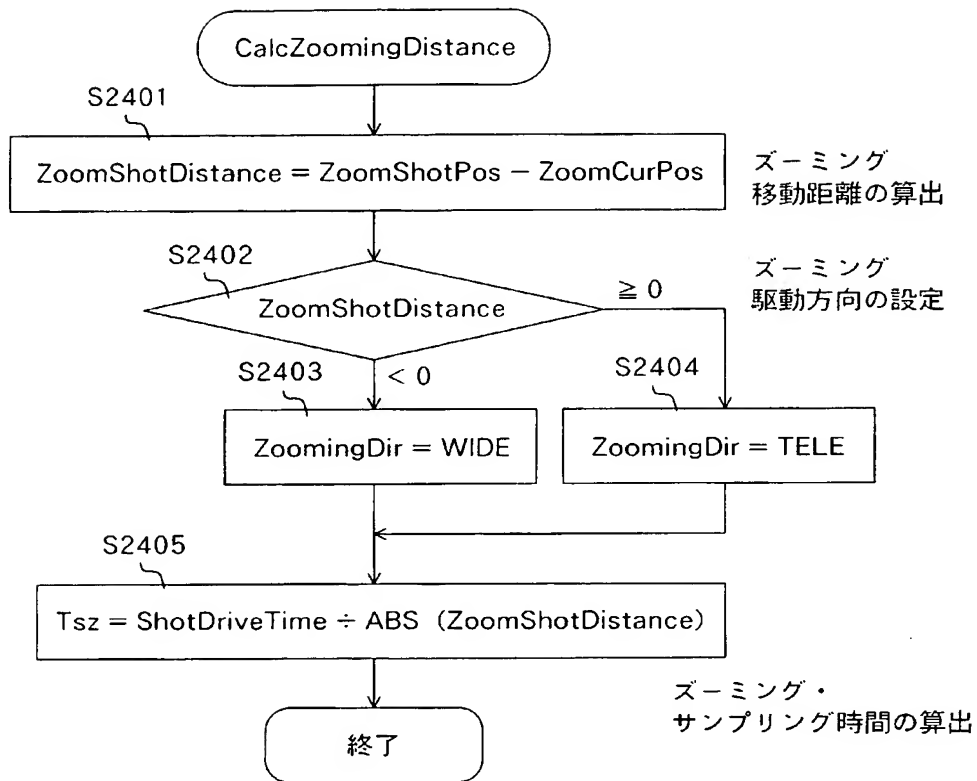 CalcZoomingDistance
S2401
ZoomShotDistance = ZoomShotPos − ZoomCurPos
ズーミング
移動距離の算出
S2402
ZoomShotDistance
≧ 0
ズーミング
駆動方向の設定
< 0
S2403
ZoomingDir = WIDE
S2404
ZoomingDir = TELE
S2405
Tsz = ShotDriveTime ÷ ABS (ZoomShotDistance)
ズーミング・
サンプリング時間の算出
終了